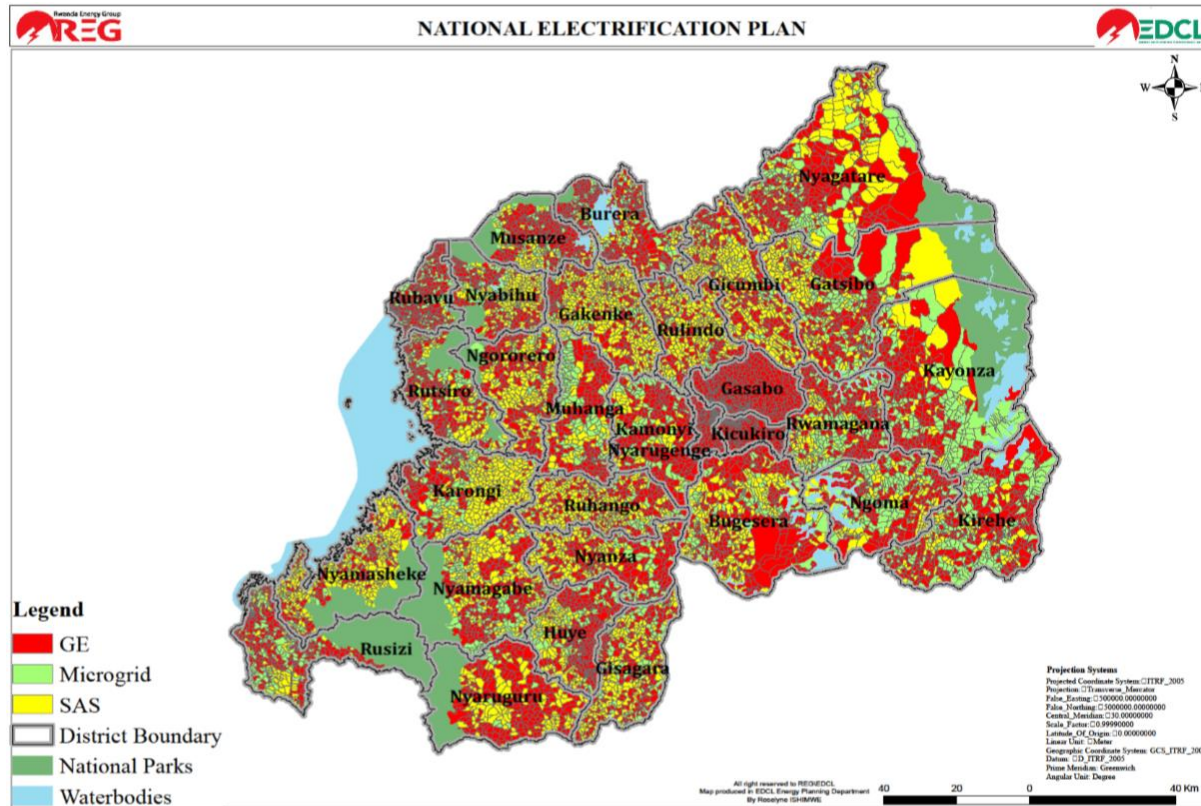 Rwanda Energy Group
REG
NATIONAL ELECTRIFICATION PLAN
EDCL
N
W
S
Nyagatare
Burera
Musanze
Rubavu
Nyabihu
Gakenke
Gicumbi
Gatsibo
Rulindo
Ngororero
Rutsiro
Gasabo
Kayonza
Muhanga
Kamonyi
Kicukiro
Rwamagana
Nyarugenge
Karongi
Ruhango
Bugesera
Ngoma
Kirehe
Nyanza
Nyamasheke
Nyamagabe
Huye
Rusizi
Gisagara
Nyaruguru
Legend
GE
Microgrid
SAS
District Boundary
National Parks
Waterbodies
Projection Systems
Projected Coordinate System:□ITRF_2005
Projection:□Transverse_Mercator
False_Easting:□500000.00000000
False_Northing:□5000000.00000000
Central_Meridian:□30.00000000
Scale_Factor:□0.99990000
Latitude_Of_Origin:□0.00000000
Linear Unit:□Meter
Geographic Coordinate System: GCS_ITRF_200
Datum:□D_ITRF_2005
Prime Meridian: Greenwich
Angular Unit: Degree
All right reserved to REG\EDCL
Map produced in EDCL Energy Planning Department
By Roselyne ISHIMWE
40 20 0 40 Km